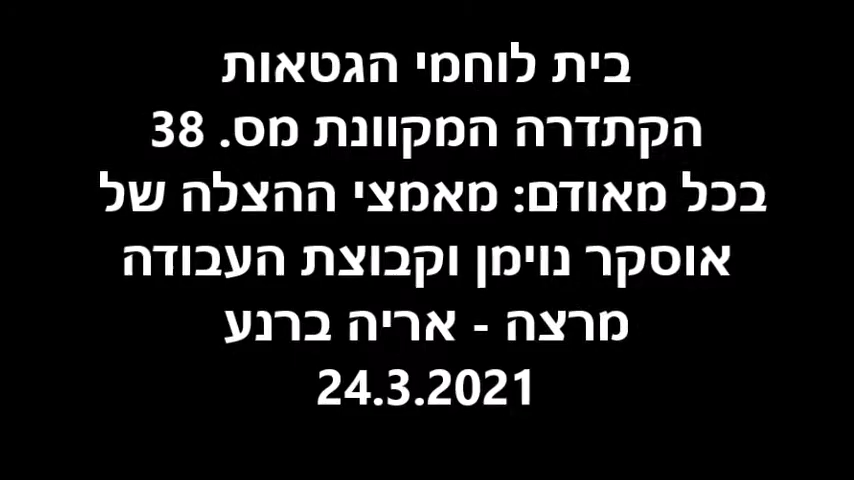 בית לוחמי הגטאות
הקתדרה המקוונת מס. 38
בכל מאודם: מאמצי ההצלה של
אוסקר נוימן וקבוצת העבודה
מרצה - אריה ברנע
24.3.2021